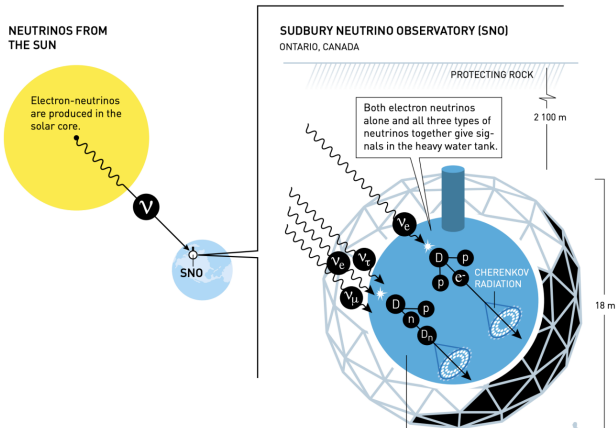 NEUTRINOS FROM
THE SUN
Electron-neutrinos
are produced in the
solar core.
ν
SNO
SUDBURY NEUTRINO OBSERVATORY (SNO)
ONTARIO, CANADA
PROTECTING ROCK
2 100 m
Both electron neutrinos
alone and all three types of
neutrinos together give sig-
nals in the heavy water tank.
νe
νe
ντ
νμ
D
p
p
e-
CHERENKOV
RADIATION
D
p
n
Dn
18 m